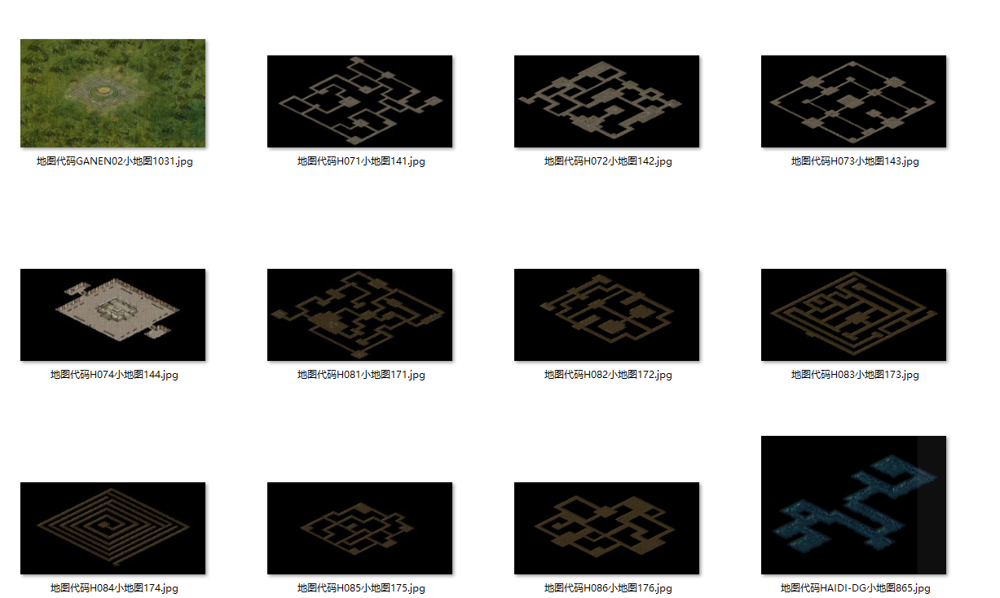 地图代码GANEN02小地图1031.jpg
地图代码H071小地图141.jpg
地图代码H072小地图142.jpg
地图代码H073小地图143.jpg
地图代码H074小地图144.jpg
地图代码H081小地图171.jpg
地图代码H082小地图172.jpg
地图代码H083小地图173.jpg
地图代码H084小地图174.jpg
地图代码H085小地图175.jpg
地图代码H086小地图176.jpg
地图代码HAIDI-DG小地图865.jpg